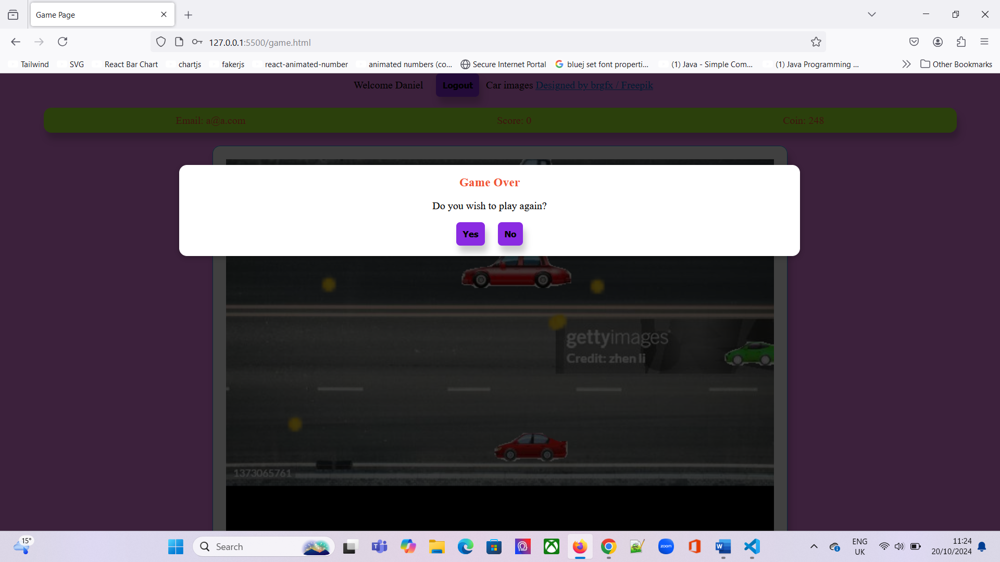 Game Page
127.0.0.1:5500/game.html
Tailwind SVG React Bar Chart chartjs fakerjs react-animated-number animated numbers (co... Secure Internet Portal bluej set font properti... (1) Java - Simple Com... (1) Java Programming ... Other Bookmarks
Welcome Daniel Logout Car images Designed by brgfx / Freepik
Email: a@a.com Score: 0 Coin: 248
Game Over
Do you wish to play again?
Yes No
gettyimages®
Credit: zhen li
1373065761
15°
Search
zoom
ENG
UK
11:24
20/10/2024